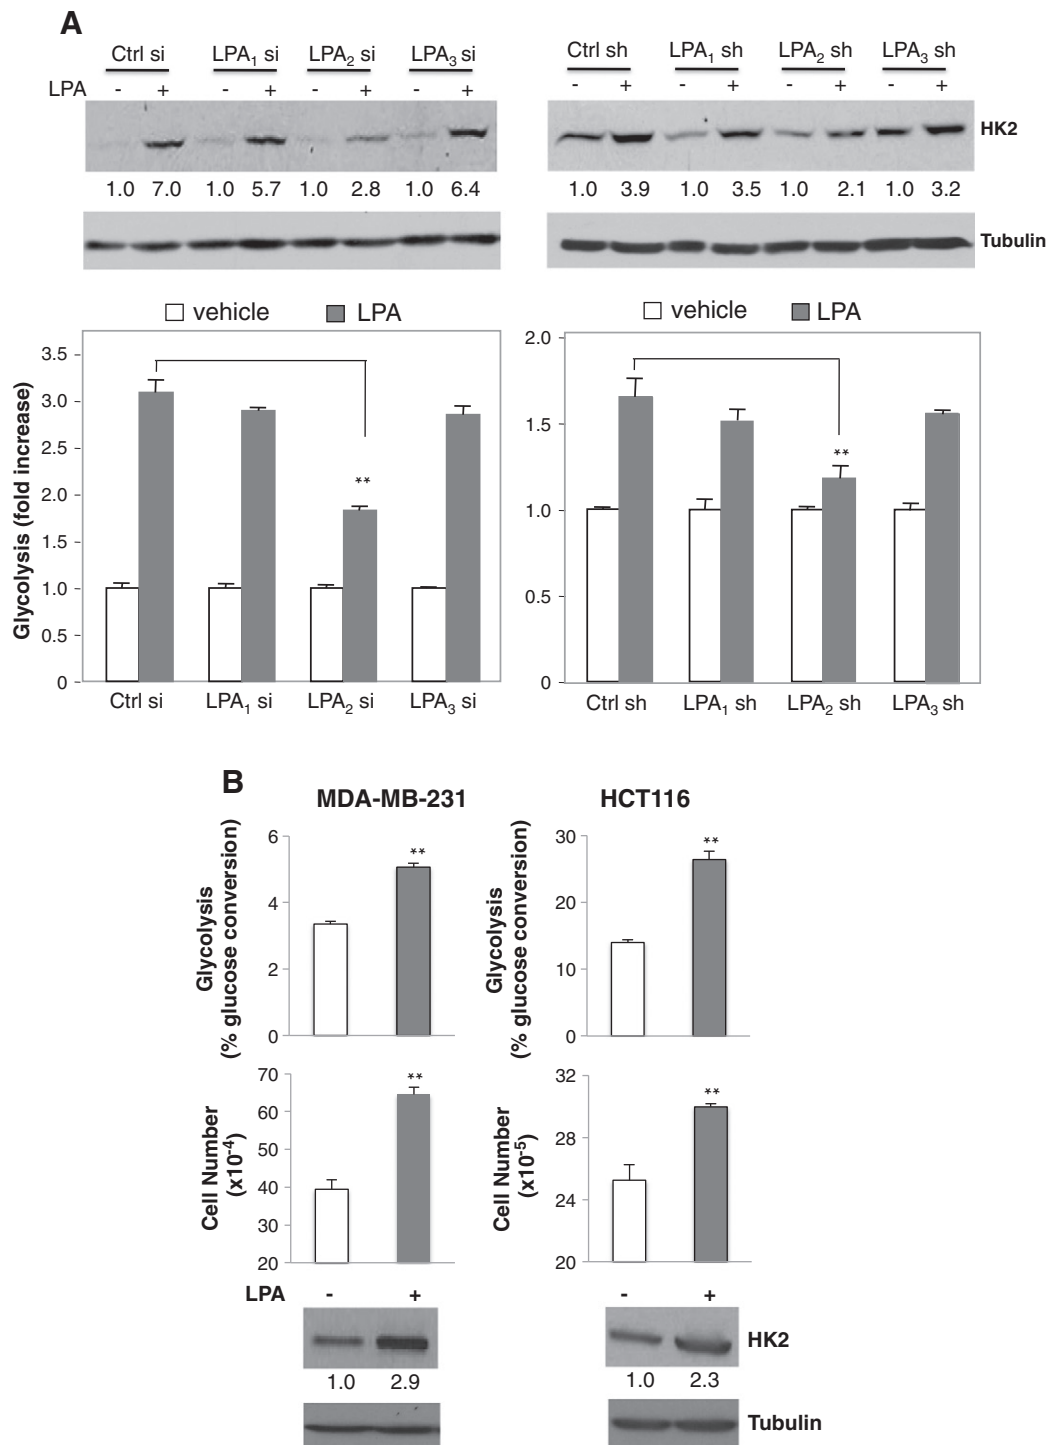 A
Ctrl si LPA₁ si LPA₂ si LPA₃ si
LPA - + - + - + - +
1.0 7.0 1.0 5.7 1.0 2.8 1.0 6.4
Ctrl sh LPA₁ sh LPA₂ sh LPA₃ sh
- + - + - + - +
HK2
1.0 3.9 1.0 3.5 1.0 2.1 1.0 3.2
Tubulin
vehicle LPA
Glycolysis (fold increase)
3.5
3.0
2.5
2.0
1.5
1.0
0.5
0
**
Ctrl si LPA₁ si LPA₂ si LPA₃ si
vehicle LPA
2.0
1.5
1.0
0.5
0
**
Ctrl sh LPA₁ sh LPA₂ sh LPA₃ sh
B
MDA-MB-231
Glycolysis
(% glucose conversion)
6
4
2
0
**
HCT116
Glycolysis
(% glucose conversion)
30
20
10
0
**
Cell Number
(x10⁻⁴)
70
60
50
40
30
20
**
Cell Number
(x10⁻⁵)
32
28
24
20
**
LPA - + - +
HK2
1.0 2.9 1.0 2.3
Tubulin